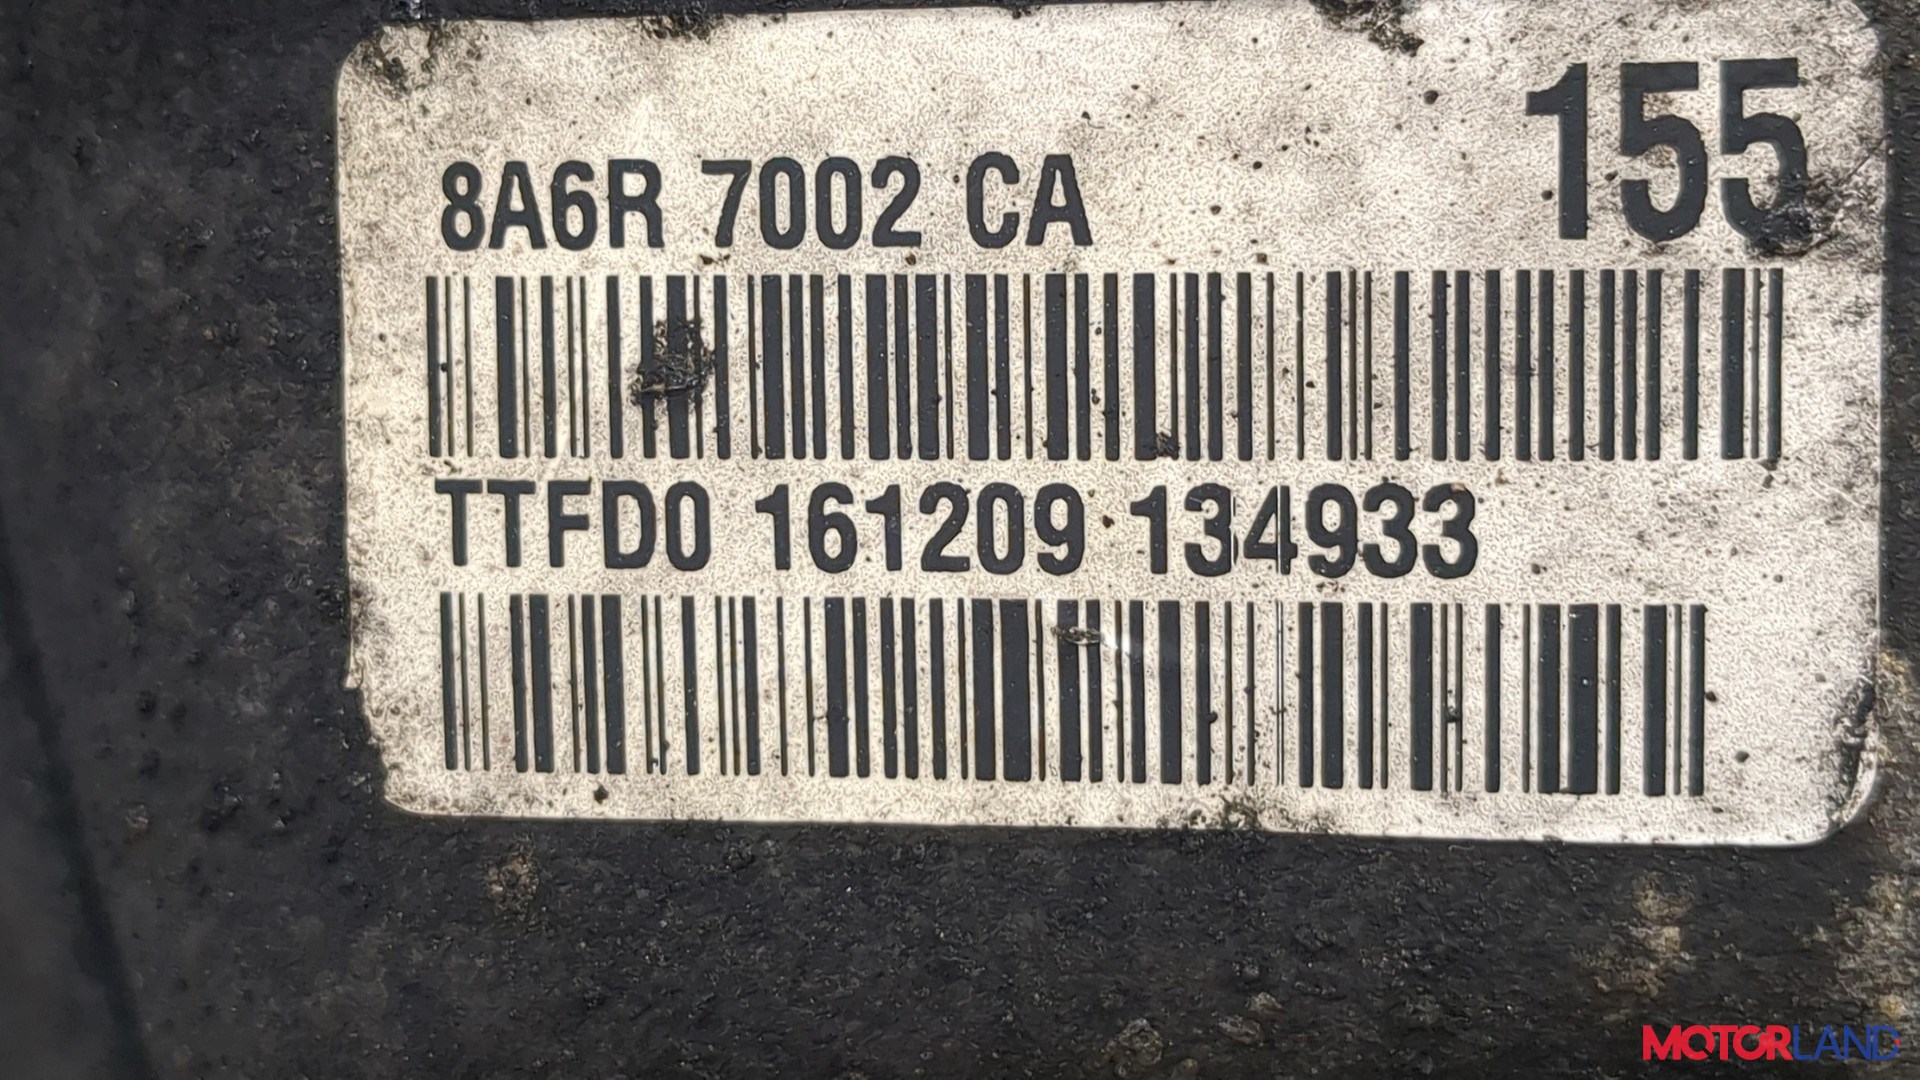 155
8A6R 7002 CA
TTFD0 161209 134933
MOTORLAND